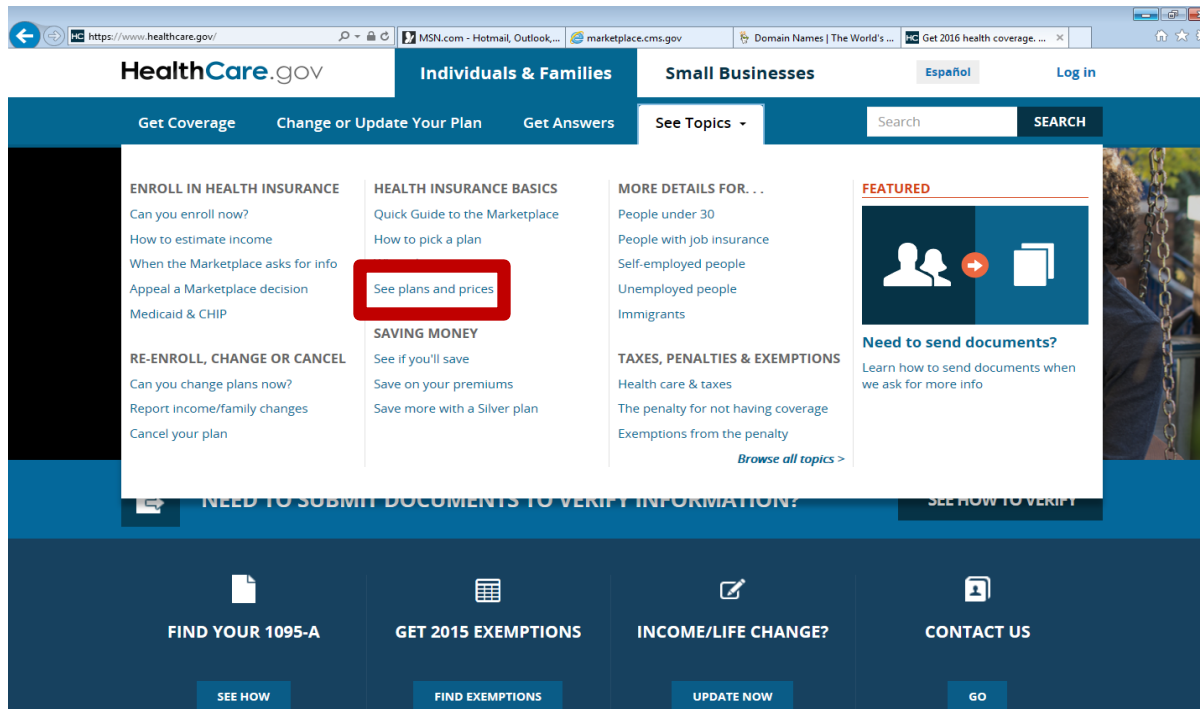 https://www.healthcare.gov/
MSN.com - Hotmail, Outlook,...
marketplace.cms.gov
Domain Names | The World's ...
Get 2016 health coverage. ...
HealthCare.gov
Individuals & Families
Small Businesses
Español
Log in
Get Coverage
Change or Update Your Plan
Get Answers
See Topics
Search
SEARCH
ENROLL IN HEALTH INSURANCE
Can you enroll now?
How to estimate income
When the Marketplace asks for info
Appeal a Marketplace decision
Medicaid & CHIP
RE-ENROLL, CHANGE OR CANCEL
Can you change plans now?
Report income/family changes
Cancel your plan
HEALTH INSURANCE BASICS
Quick Guide to the Marketplace
How to pick a plan
See plans and prices
SAVING MONEY
See if you'll save
Save on your premiums
Save more with a Silver plan
MORE DETAILS FOR. . .
People under 30
People with job insurance
Self-employed people
Unemployed people
Immigrants
TAXES, PENALTIES & EXEMPTIONS
Health care & taxes
The penalty for not having coverage
Exemptions from the penalty
Browse all topics >
FEATURED
Need to send documents?
Learn how to send documents when
we ask for more info
NEED TO SUBMIT DOCUMENTS TO VERIFY INFORMATION?
SEE HOW TO VERIFY
FIND YOUR 1095-A
SEE HOW
GET 2015 EXEMPTIONS
FIND EXEMPTIONS
INCOME/LIFE CHANGE?
UPDATE NOW
CONTACT US
GO